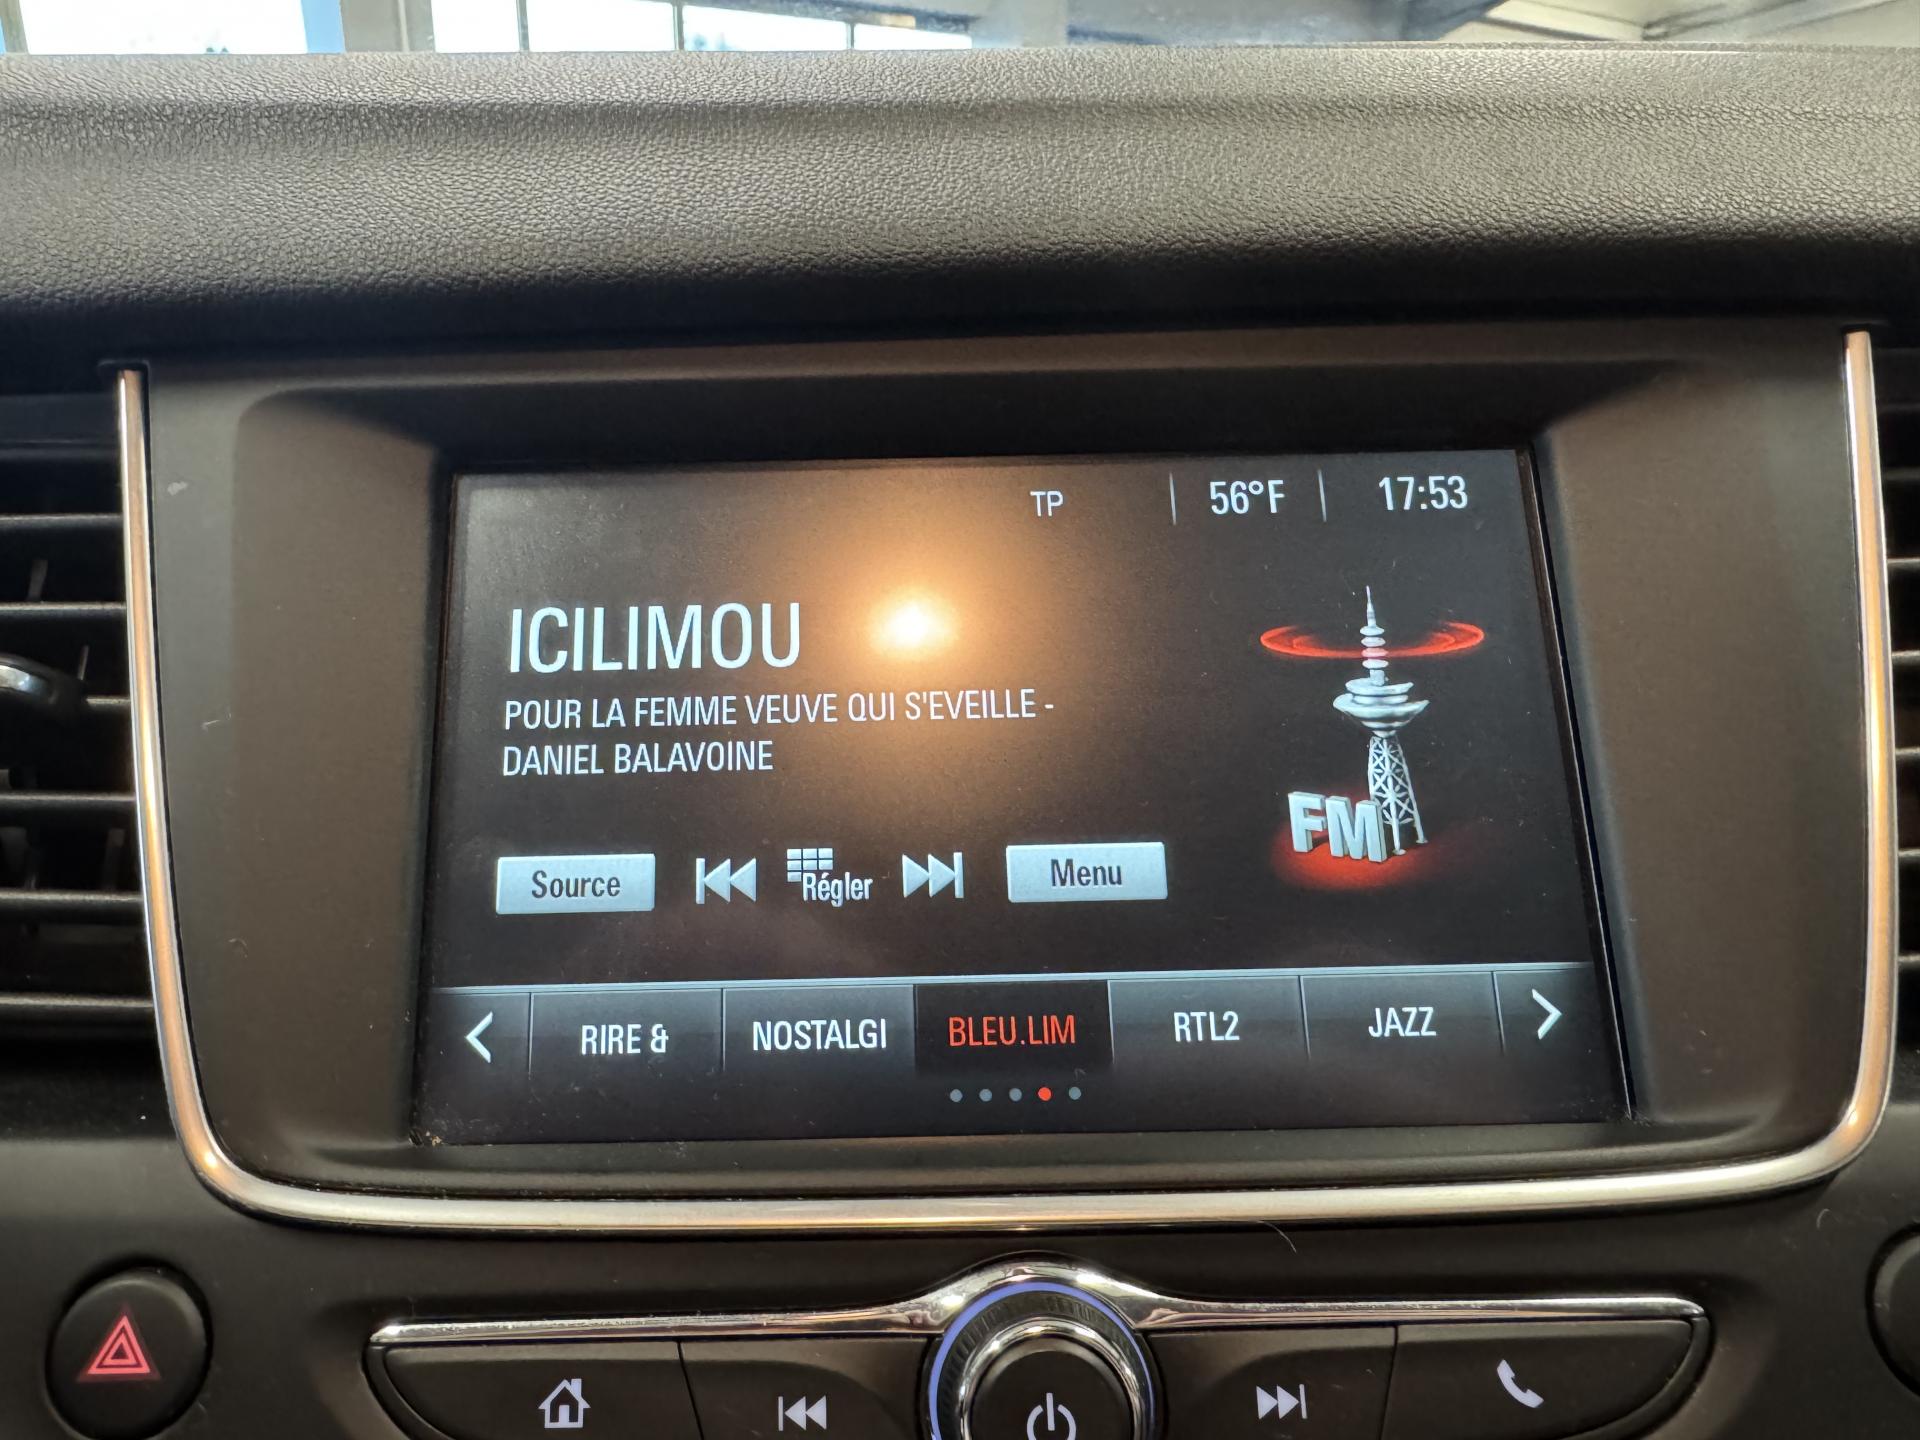 TP 56°F 17:53
ICILIMOU
POUR LA FEMME VEUVE QUI S'EVEILLE -
DANIEL BALAVOINE
FM
Source Régler Menu
RIRE & NOSTALGI BLEU.LIM RTL2 JAZZ